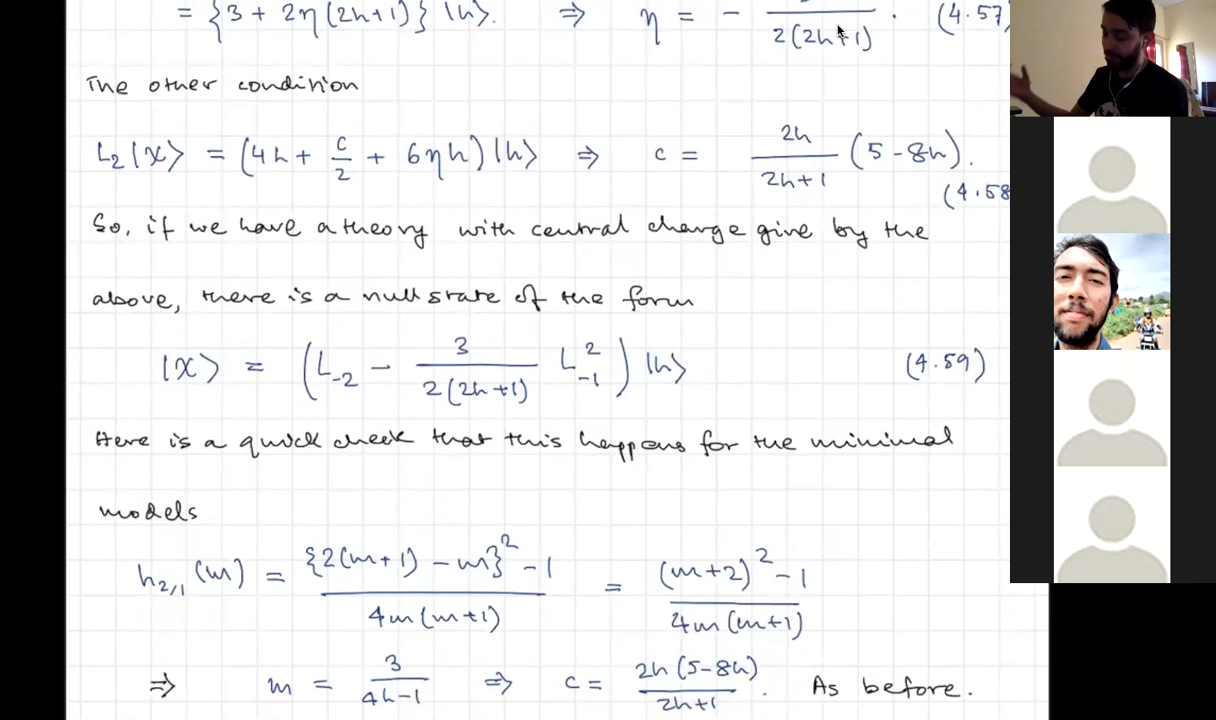 = {3 + 2η(2h+1)} |h>. ⇒ η = - ─── / 2(2h+1) . (4.57)
The other condition
L₂|χ> = (4h + c/2 + 6ηh)|h> ⇒ c = 2h/(2h+1) (5-8h).
(4.58
So, if we have a theory with central charge give by the
above, there is a null state of the form
|χ> = (L₋₂ - 3/(2(2h+1)) L₋₁²) |h> (4.59)
Here is a quick check that this happens for the minimal
models
h₂,₁(m) = ({2(m+1) - m}² - 1)/(4m(m+1)) = ((m+2)² - 1)/(4m(m+1))
⇒ m = 3/(4h-1) ⇒ c = 2h(5-8h)/(2h+1). As before.